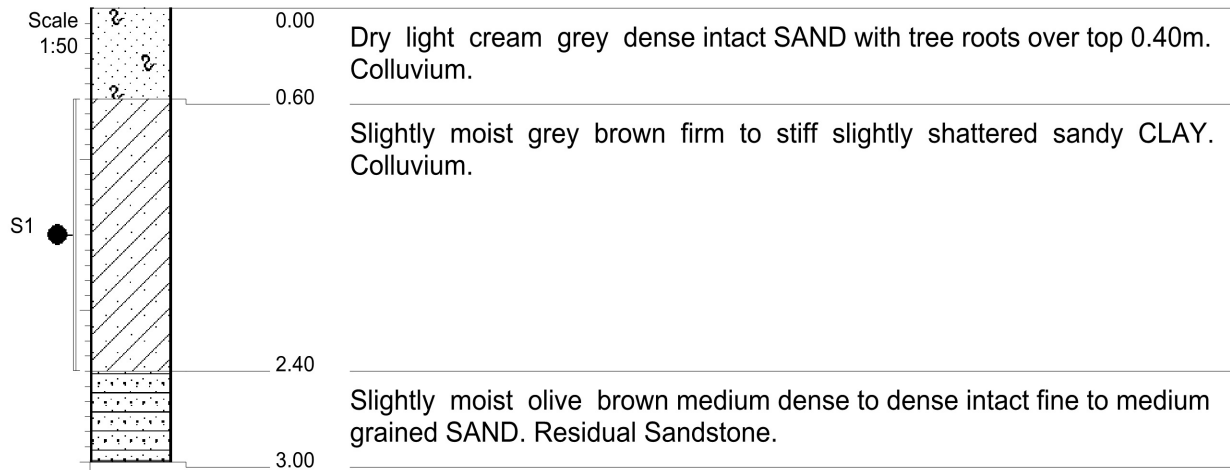 Scale
1:50
0.00
Dry light cream grey dense intact SAND with tree roots over top 0.40m.
Colluvium.
0.60
Slightly moist grey brown firm to stiff slightly shattered sandy CLAY.
Colluvium.
S1
2.40
Slightly moist olive brown medium dense to dense intact fine to medium
grained SAND. Residual Sandstone.
3.00